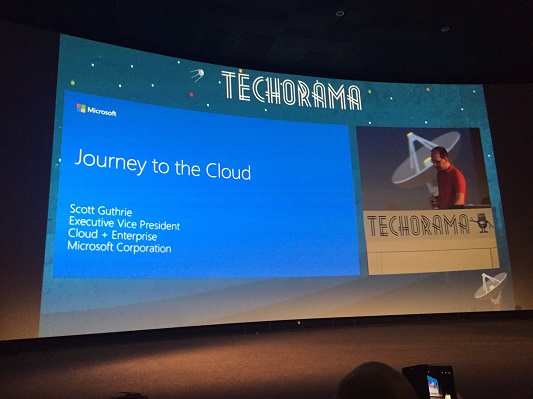 TECHORAMA
Microsoft
Journey to the Cloud
Scott Guthrie
Executive Vice President
Cloud + Enterprise
Microsoft Corporation
TECHORAMA